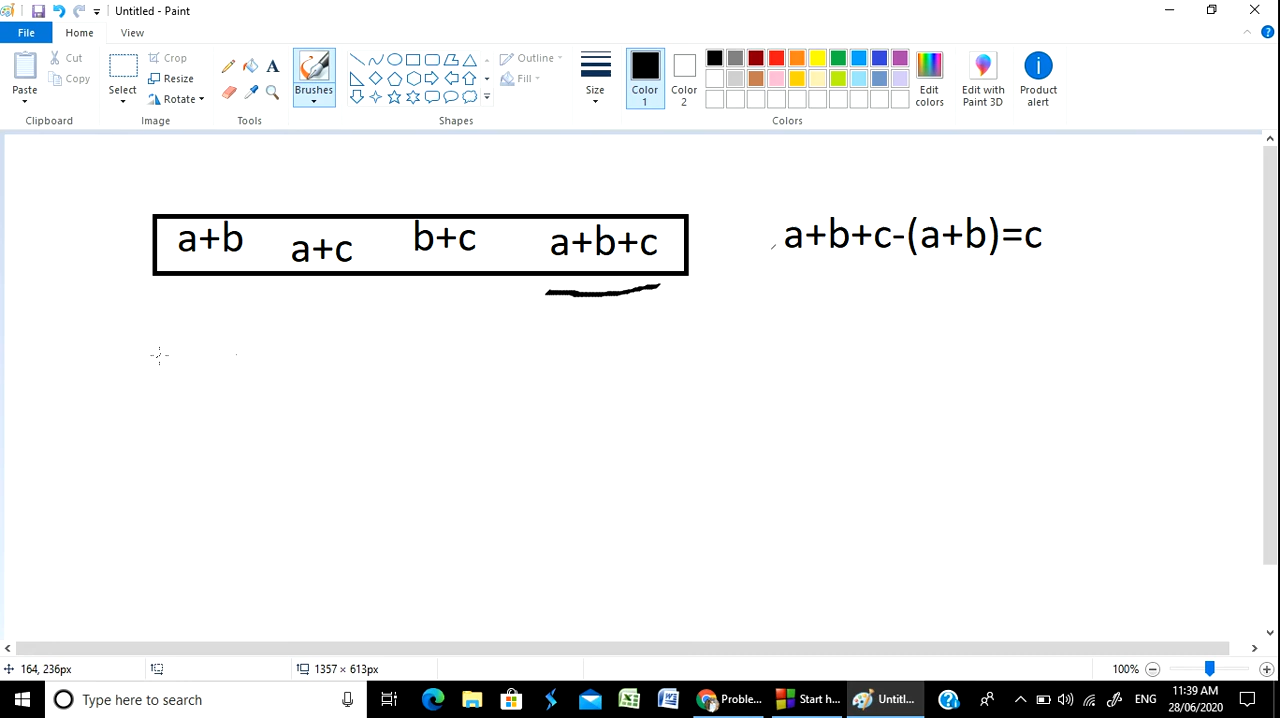 Untitled - Paint
File Home View
Paste
Cut
Copy
Clipboard
Select
Crop
Resize
Rotate
Image
A
Tools
Brushes
Shapes
Outline
Fill
Size
Color 1
Color 2
Colors
Edit colors
Edit with Paint 3D
Product alert
a+b a+c b+c a+b+c a+b+c-(a+b)=c
164, 236px 1357 × 613px 100%
Type here to search Proble... Start h... Untitl... ENG 11:39 AM
28/06/2020